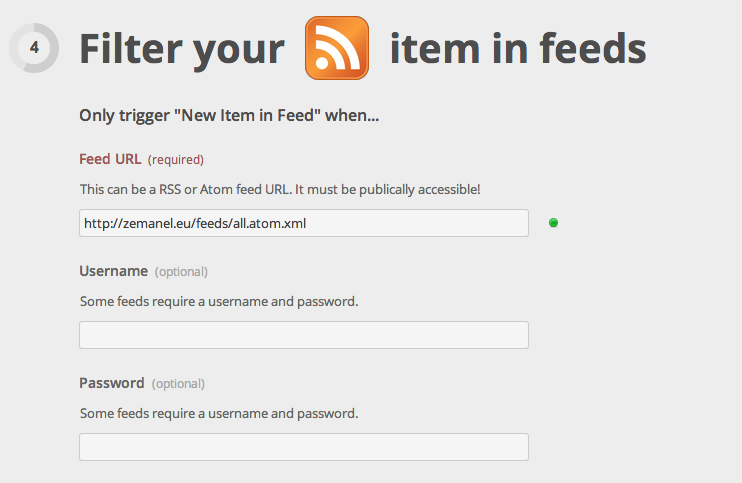 4
Filter your item in feeds
Only trigger "New Item in Feed" when...
Feed URL (required)
This can be a RSS or Atom feed URL. It must be publically accessible!
http://zemanel.eu/feeds/all.atom.xml
Username (optional)
Some feeds require a username and password.
Password (optional)
Some feeds require a username and password.